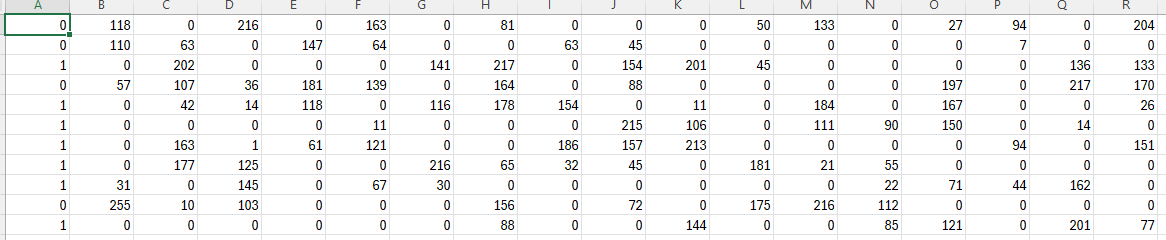 A B C D E F G H I J K L M N O P Q R
0 118 0 216 0 163 0 81 0 0 0 50 133 0 27 94 0 204
0 110 63 0 147 64 0 0 63 45 0 0 0 0 0 7 0 0
1 0 202 0 0 0 141 217 0 154 201 45 0 0 0 0 136 133
0 57 107 36 181 139 0 164 0 88 0 0 0 0 197 0 217 170
1 0 42 14 118 0 116 178 154 0 11 0 184 0 167 0 0 26
1 0 0 0 0 11 0 0 0 215 106 0 111 90 150 0 14 0
1 0 163 1 61 121 0 0 186 157 213 0 0 0 0 94 0 151
1 0 177 125 0 0 216 65 32 45 0 181 21 55 0 0 0 0
1 31 0 145 0 67 30 0 0 0 0 0 0 22 71 44 162 0
0 255 10 103 0 0 0 156 0 72 0 175 216 112 0 0 0 0
1 0 0 0 0 0 0 88 0 0 144 0 0 85 121 0 201 77